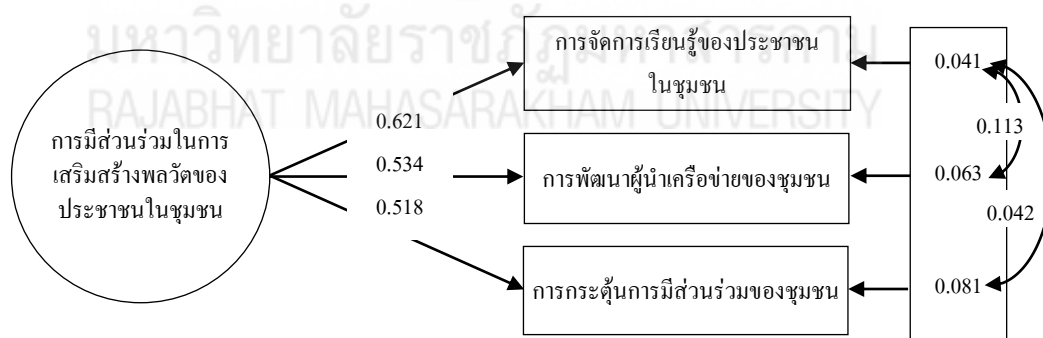 มหาวิทยาลัยราชภัฏมหาสารคาม
RAJABHAT MAHASARAKHAM UNIVERSITY
การมีส่วนร่วมในการ
เสริมสร้างพลวัตของ
ประชาชนในชุมชน
0.621
0.534
0.518
การจัดการเรียนรู้ของประชาชน
ในชุมชน
การพัฒนาผู้นำเครือข่ายของชุมชน
การกระตุ้นการมีส่วนร่วมของชุมชน
0.041
0.113
0.063
0.042
0.081